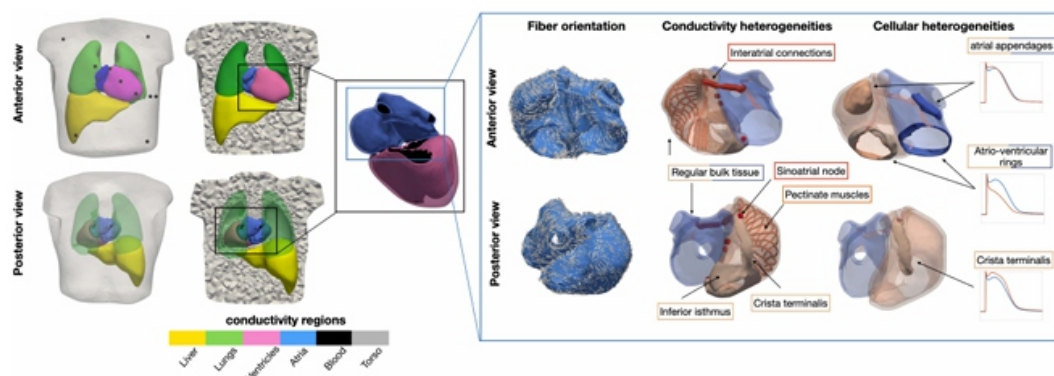 Fiber orientation
Conductivity heterogeneities
Cellular heterogeneities
Anterior view
Anterior view
Interatrial connections
atrial appendages
Regular bulk tissue
Sinoatrial node
Pectinate muscles
Atrio-ventricular
rings
Posterior view
Posterior view
Inferior isthmus
Crista terminalis
Crista terminalis
conductivity regions
Liver
Lungs
Ventricles
Atria
Blood
Torso